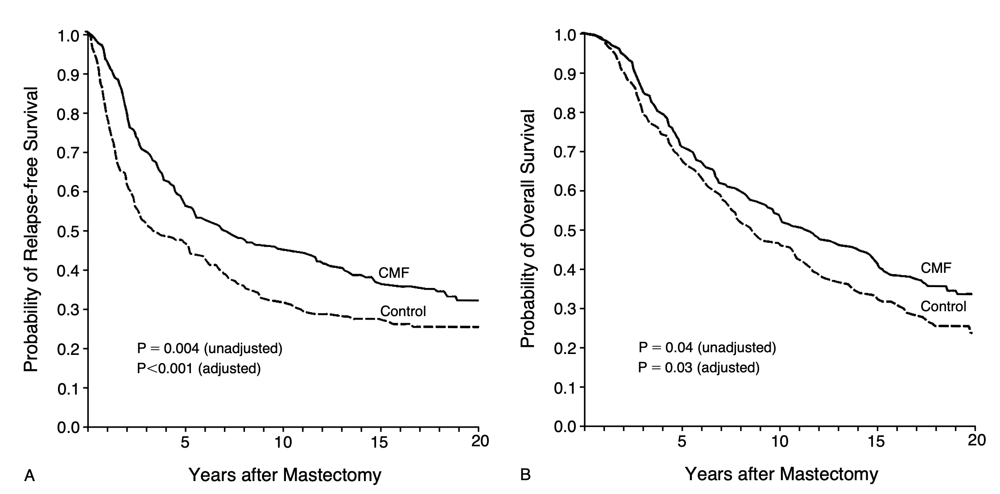 Probability of Relapse-free Survival
1.0
0.9
0.8
0.7
0.6
0.5
0.4
0.3
0.2
0.1
0.0
CMF
Control
P = 0.004 (unadjusted)
P<0.001 (adjusted)
5 10 15 20
A Years after Mastectomy
Probability of Overall Survival
1.0
0.9
0.8
0.7
0.6
0.5
0.4
0.3
0.2
0.1
0.0
CMF
Control
P = 0.04 (unadjusted)
P = 0.03 (adjusted)
5 10 15 20
B Years after Mastectomy